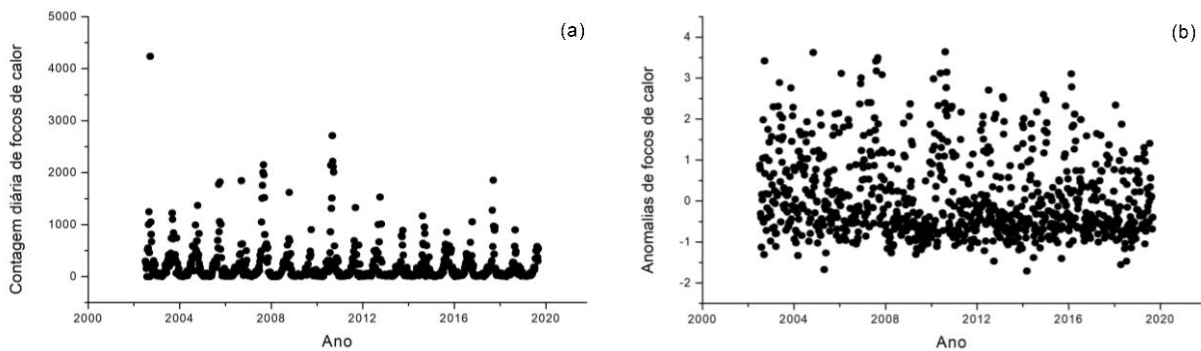 (a)
Contagem diária de focos de calor
5000
4000
3000
2000
1000
0
2000 2004 2008 2012 2016 2020
Ano
(b)
Anomalias de focos de calor
4
3
2
1
0
-1
-2
2000 2004 2008 2012 2016 2020
Ano